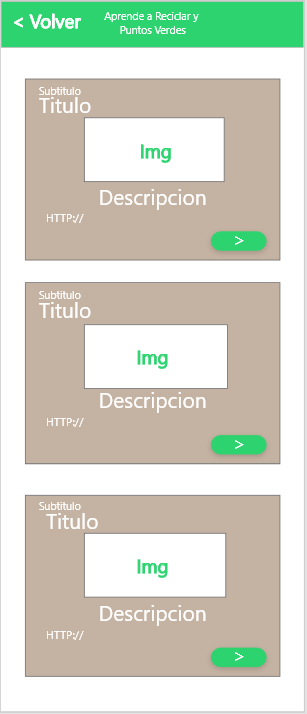 < Volver
Aprende a Reciclar y
Puntos Verdes
Subtitulo
Titulo
Img
Descripcion
HTTP://
>
Subtitulo
Titulo
Img
Descripcion
HTTP://
>
Subtitulo
Titulo
Img
Descripcion
HTTP://
>